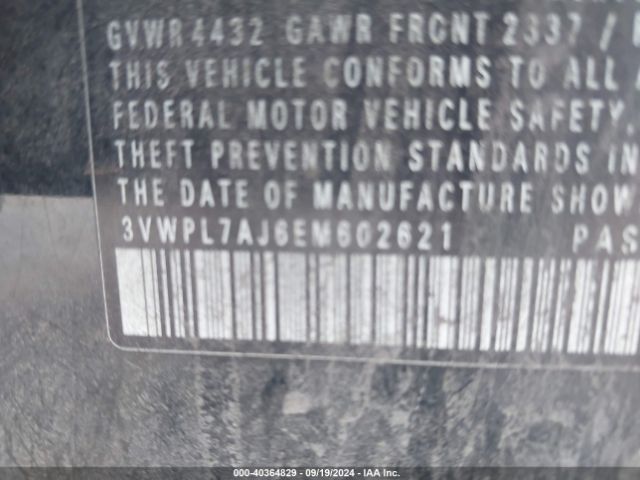 GVWR 4432 GAWR FRONT 2337 /
THIS VEHICLE CONFORMS TO ALL
FEDERAL MOTOR VEHICLE SAFETY,
THEFT PREVENTION STANDARDS IN
THE DATE OF MANUFACTURE SHOW
3VWPL7AJ6EM602621 PAS
000-40364829 - 09/19/2024 - IAA Inc.